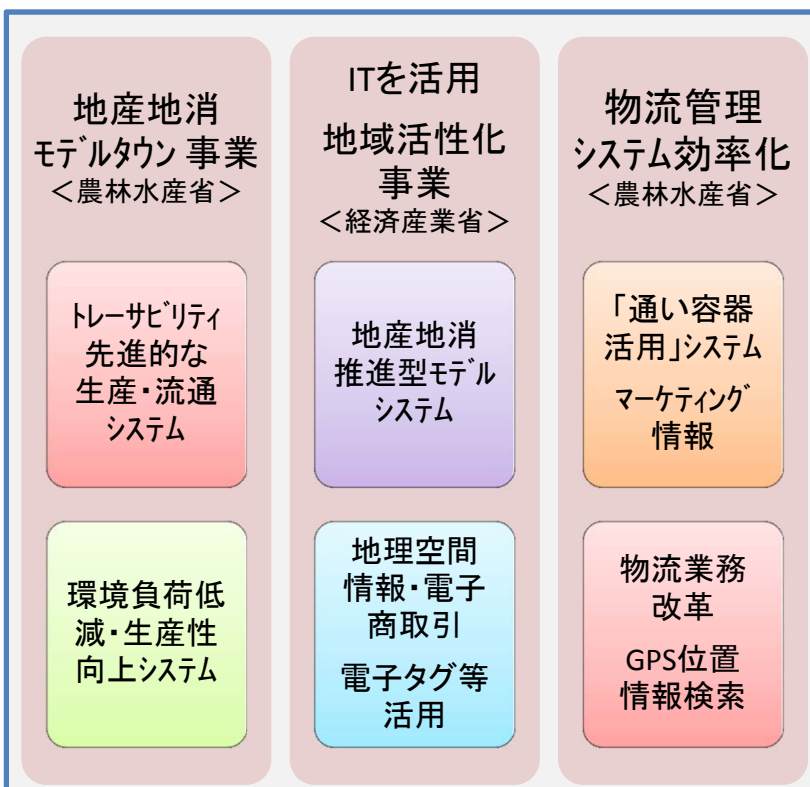 地産地消
ﾓﾃﾞﾙﾀｳﾝ 事業
＜農林水産省＞
ﾄﾚｰｻﾋﾞﾘﾃｨ
先進的な
生産・流通
ｼｽﾃﾑ
環境負荷低
減・生産性
向上ｼｽﾃﾑ
ITを活用
地域活性化
事業
＜経済産業省＞
地産地消
推進型ﾓﾃﾞﾙ
ｼｽﾃﾑ
地理空間
情報・電子
商取引
電子タグ等
活用
物流管理
システム効率化
＜農林水産省＞
「通い容器
活用」ｼｽﾃﾑ
ﾏｰｹﾃｨﾝｸﾞ
情報
物流業務
改革
GPS位置
情報検索